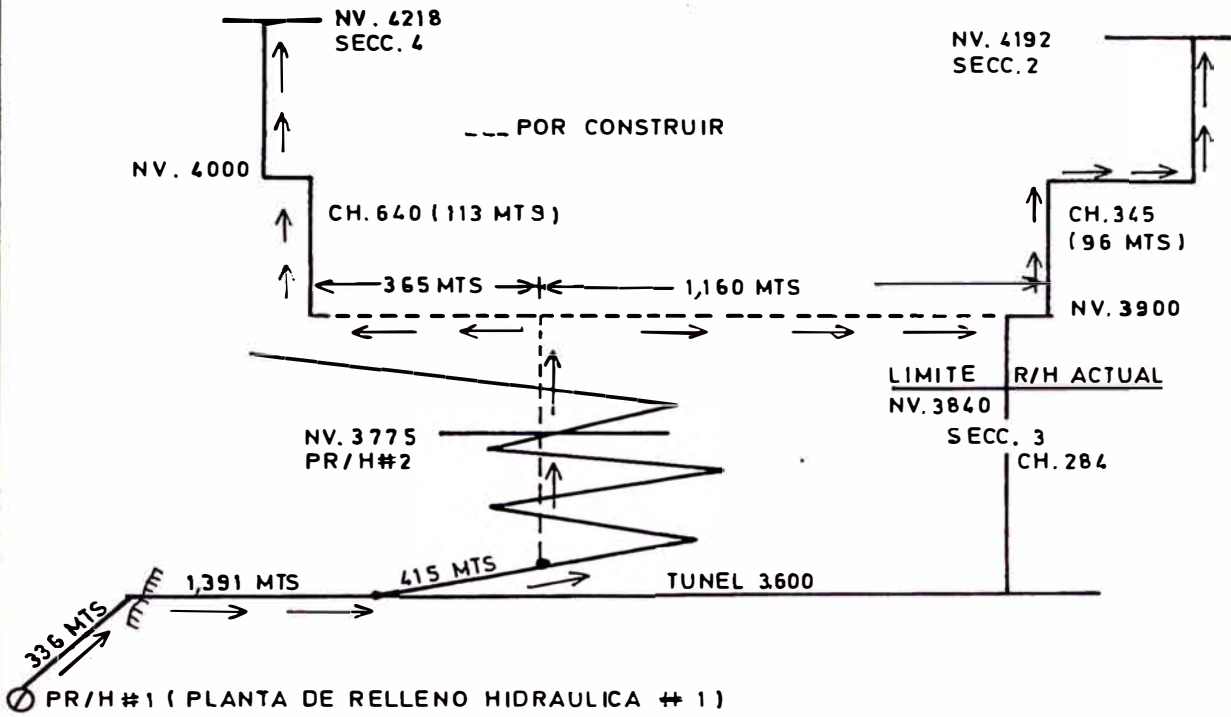 NV. 4218
SECC. 4
NV. 4192
SECC. 2
--- POR CONSTRUIR
NV. 4000
CH. 640 (113 MTS)
CH. 345
(96 MTS)
365 MTS
1,160 MTS
NV. 3900
LIMITE R/H ACTUAL
NV. 3840
SECC. 3
CH. 284
NV. 3775
PR/H#2
415 MTS
1,391 MTS
TUNEL 3600
336 MTS
PR/H #1 ( PLANTA DE RELLENO HIDRAULICA # 1 )